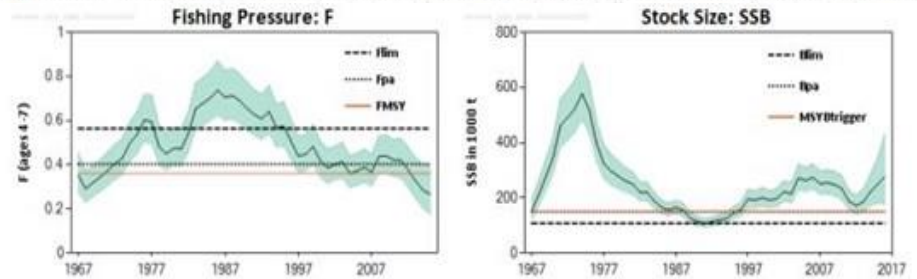 Fishing Pressure: F
1
0.8
0.6
0.4
0.2
0
F (ages 4-7)
Flim
Fpa
FMSY
1967 1977 1987 1997 2007
Stock Size: SSB
800
600
400
200
0
SSB in 1000 t
Blim
Bpa
MSYBtrigger
1967 1977 1987 1997 2007 2017